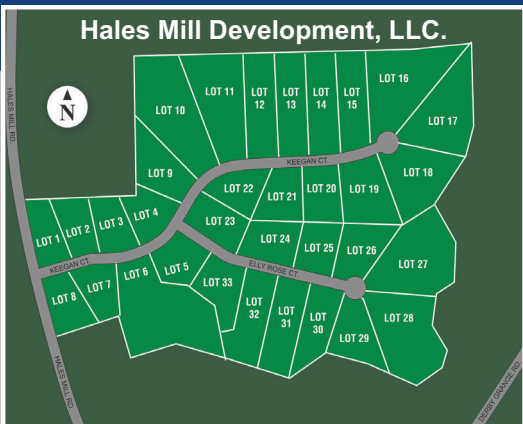 Hales Mill Development, LLC.
HALES MILL RD.
N
LOT 10
LOT 11
LOT
12
LOT
13
LOT
14
LOT
15
LOT 16
LOT 17
LOT 9
KEEGAN CT.
LOT 18
LOT 22
LOT 21
LOT 20
LOT 19
LOT 1
LOT 2
LOT 3
LOT 4
LOT 23
LOT 24
LOT 25
LOT 26
LOT 27
KEEGAN CT.
LOT 8
LOT 7
LOT 6
LOT 5
LOT 33
ELLY ROSE CT.
LOT
32
LOT
31
LOT
30
LOT 29
LOT 28
HALES MILL RD.
DERBY GRANGE RD.